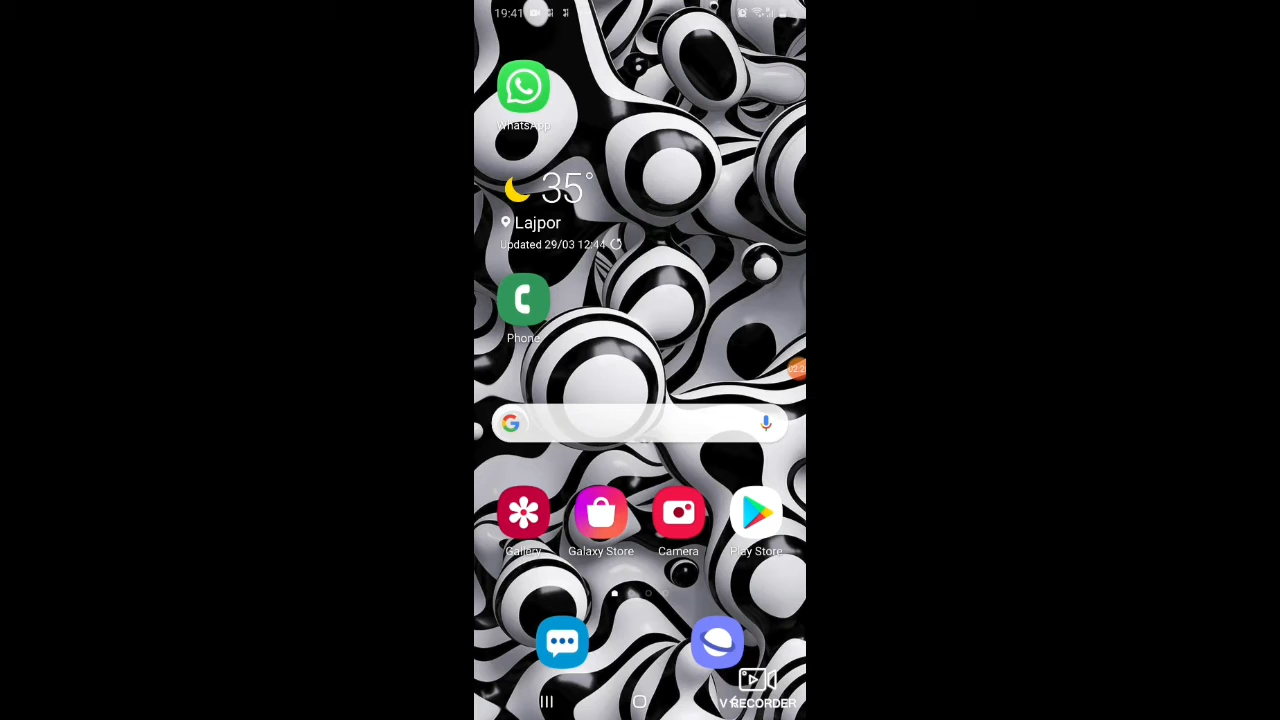 19:41
WhatsApp
35°
Lajpor
Updated 29/03 12:44
Phone
Gallery
Galaxy Store
Camera
Play Store
V RECORDER